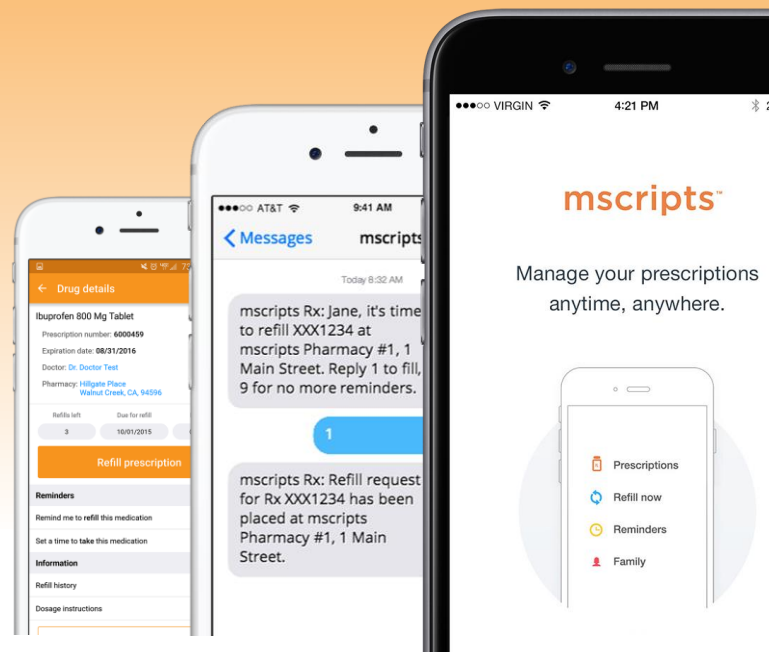 Drug details
Ibuprofen 800 Mg Tablet
Prescription number: 6000459
Expiration date: 08/31/2016
Doctor: Dr. Doctor Test
Pharmacy: Hillgate Place
Walnut Creek, CA, 94596
Refills left Due for refill
3 10/01/2015
Refill prescription
Reminders
Remind me to refill this medication
Set a time to take this medication
Information
Refill history
Dosage instructions
AT&T 9:41 AM
Messages mscripts
Today 8:32 AM
mscripts Rx: Jane, it's time
to refill XXX1234 at
mscripts Pharmacy #1, 1
Main Street. Reply 1 to fill,
9 for no more reminders.
1
mscripts Rx: Refill request
for Rx XXX1234 has been
placed at mscripts
Pharmacy #1, 1 Main
Street.
VIRGIN 4:21 PM
mscripts™
Manage your prescriptions
anytime, anywhere.
Prescriptions
Refill now
Reminders
Family